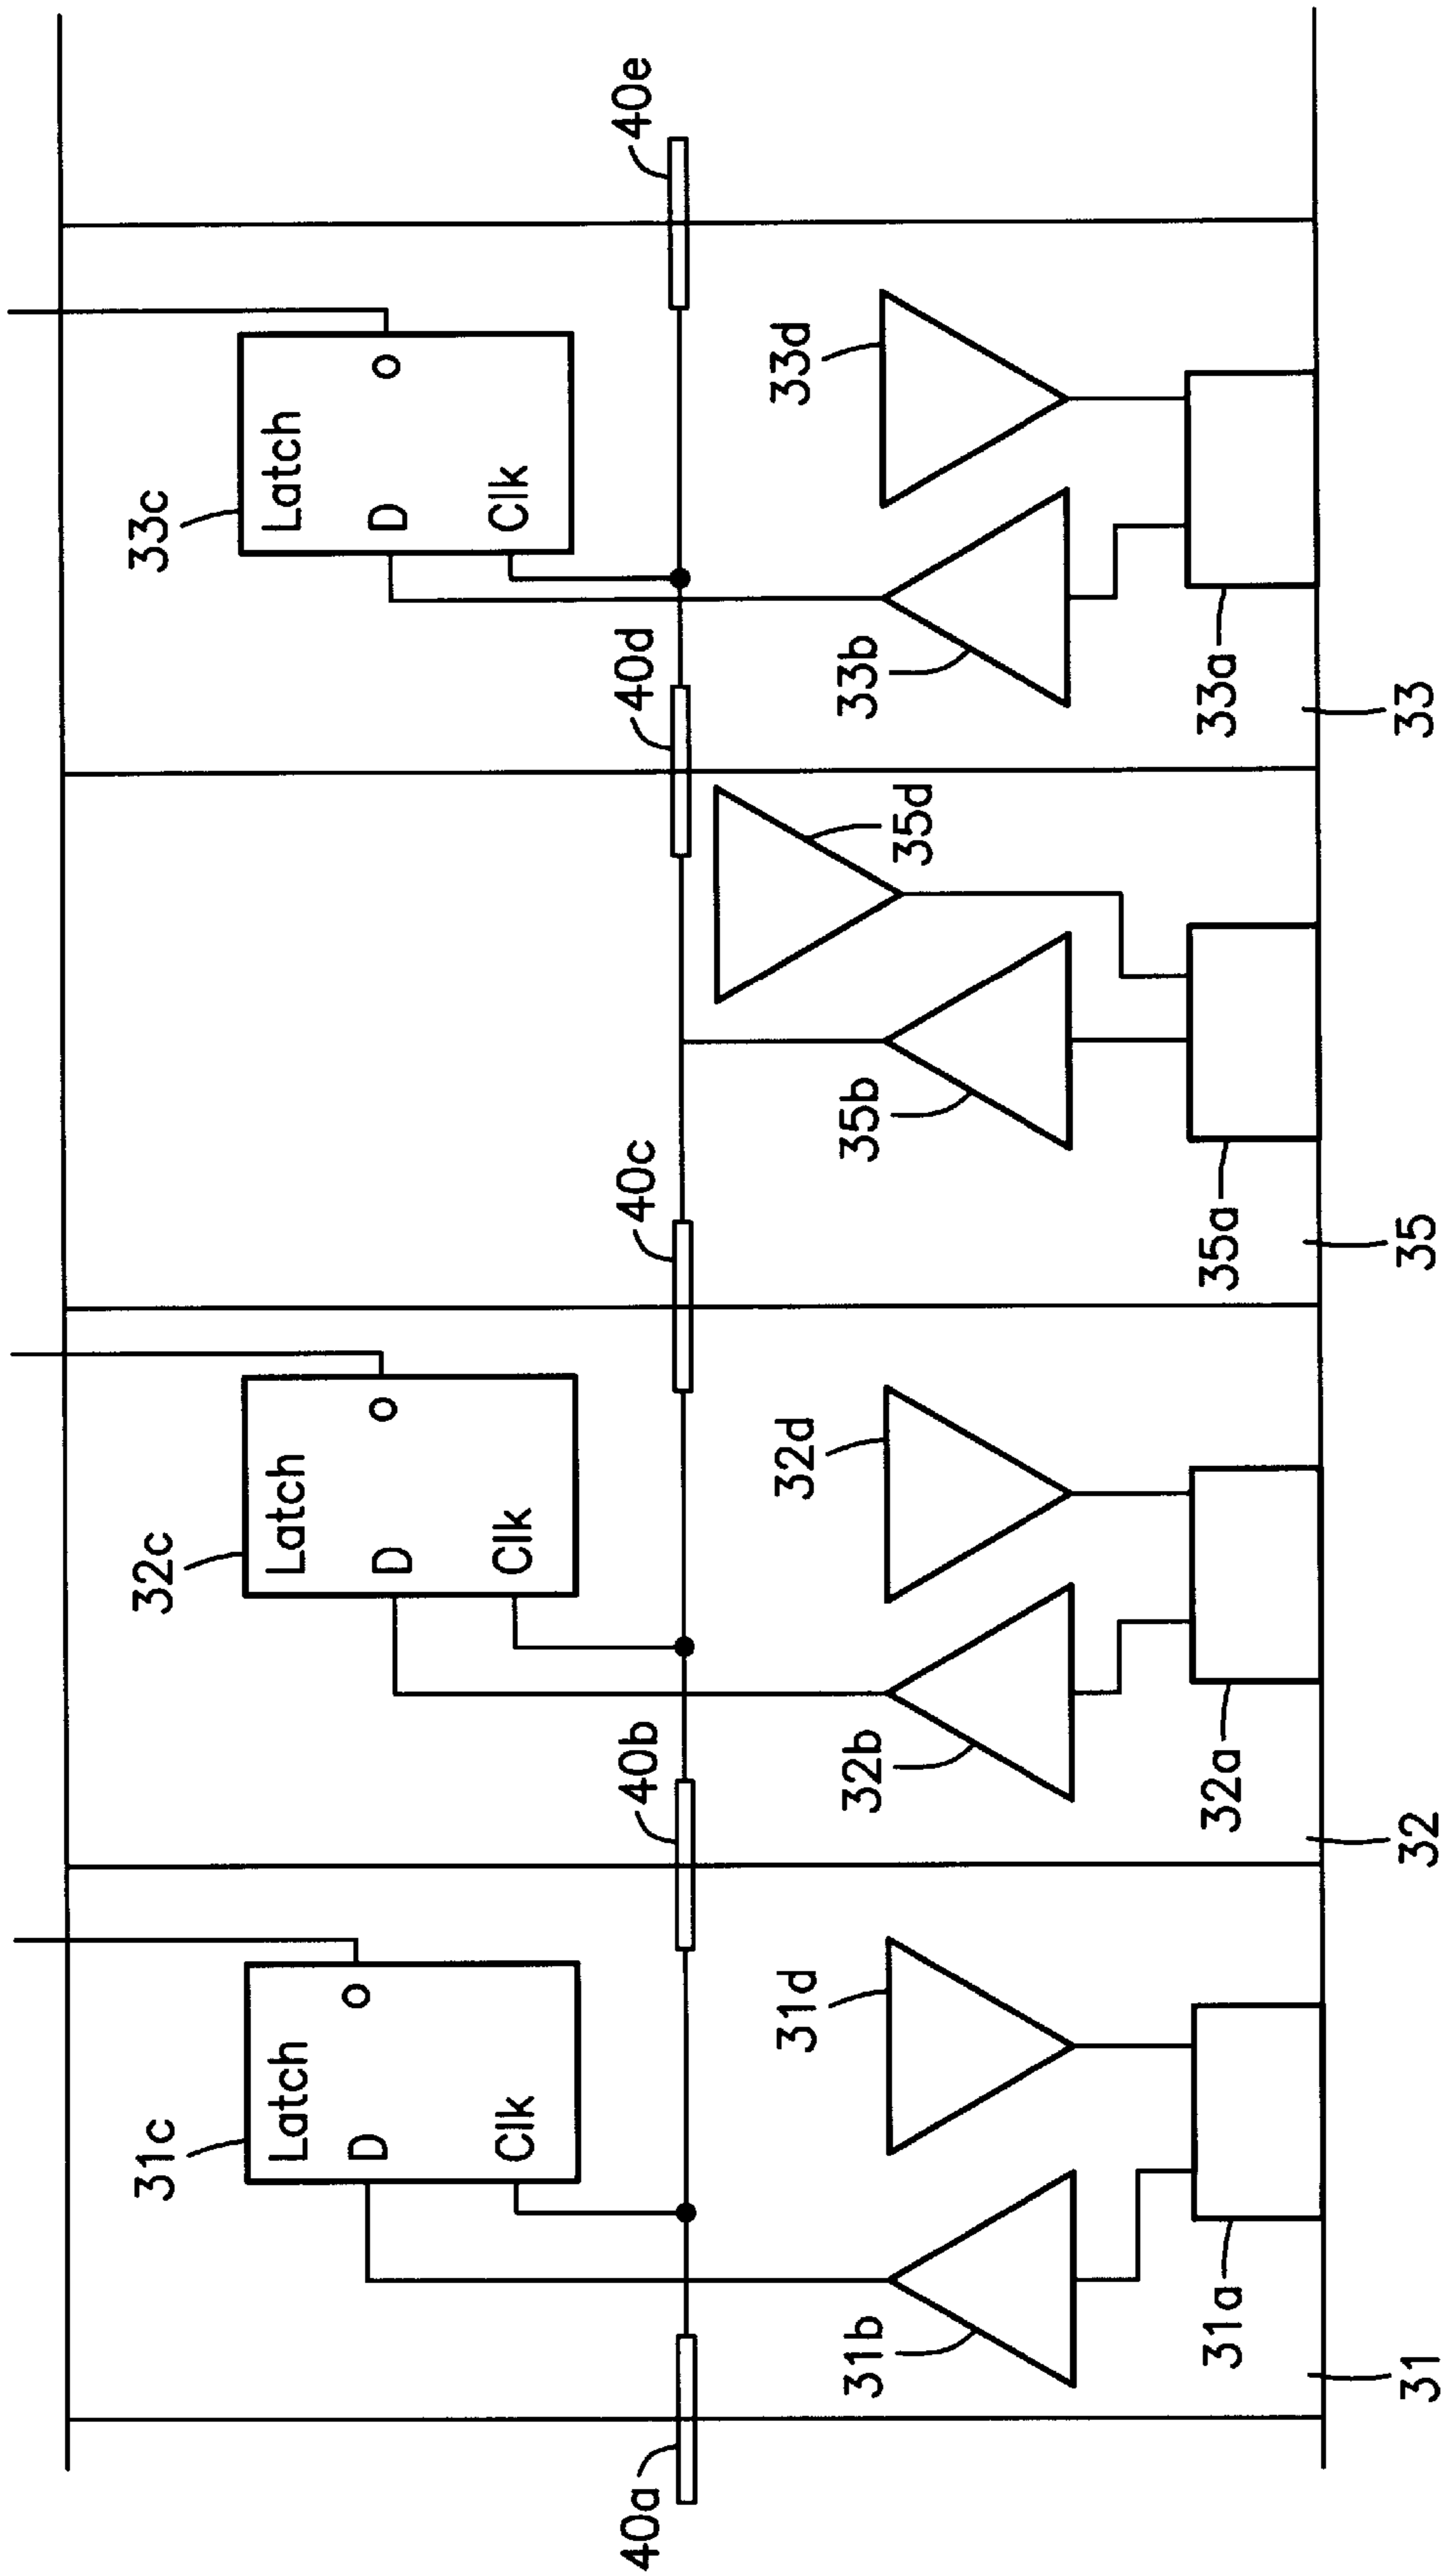 31c
32c
33c
Latch
D
O
Clk
Latch
D
O
Clk
Latch
D
O
Clk
40a
40b
40c
40d
40e
31b
31d
32b
32d
35b
35d
33b
33d
31a
32a
35a
33a
31
32
35
33